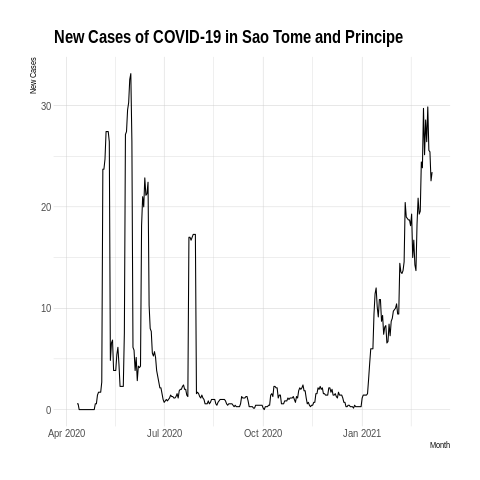 New Cases of COVID-19 in Sao Tome and Principe
New Cases
30
20
10
0
Apr 2020 Jul 2020 Oct 2020 Jan 2021
Month